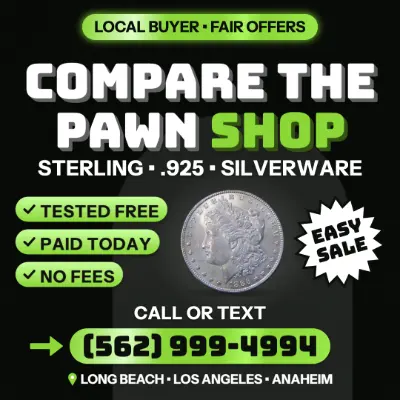 LOCAL BUYER ▪ FAIR OFFERS
COMPARE THE
PAWN SHOP
STERLING ▪ .925 ▪ SILVERWARE
TESTED FREE
PAID TODAY
NO FEES
EASY
SALE
CALL OR TEXT
(562) 999-4994
LONG BEACH ▪ LOS ANGELES ▪ ANAHEIM